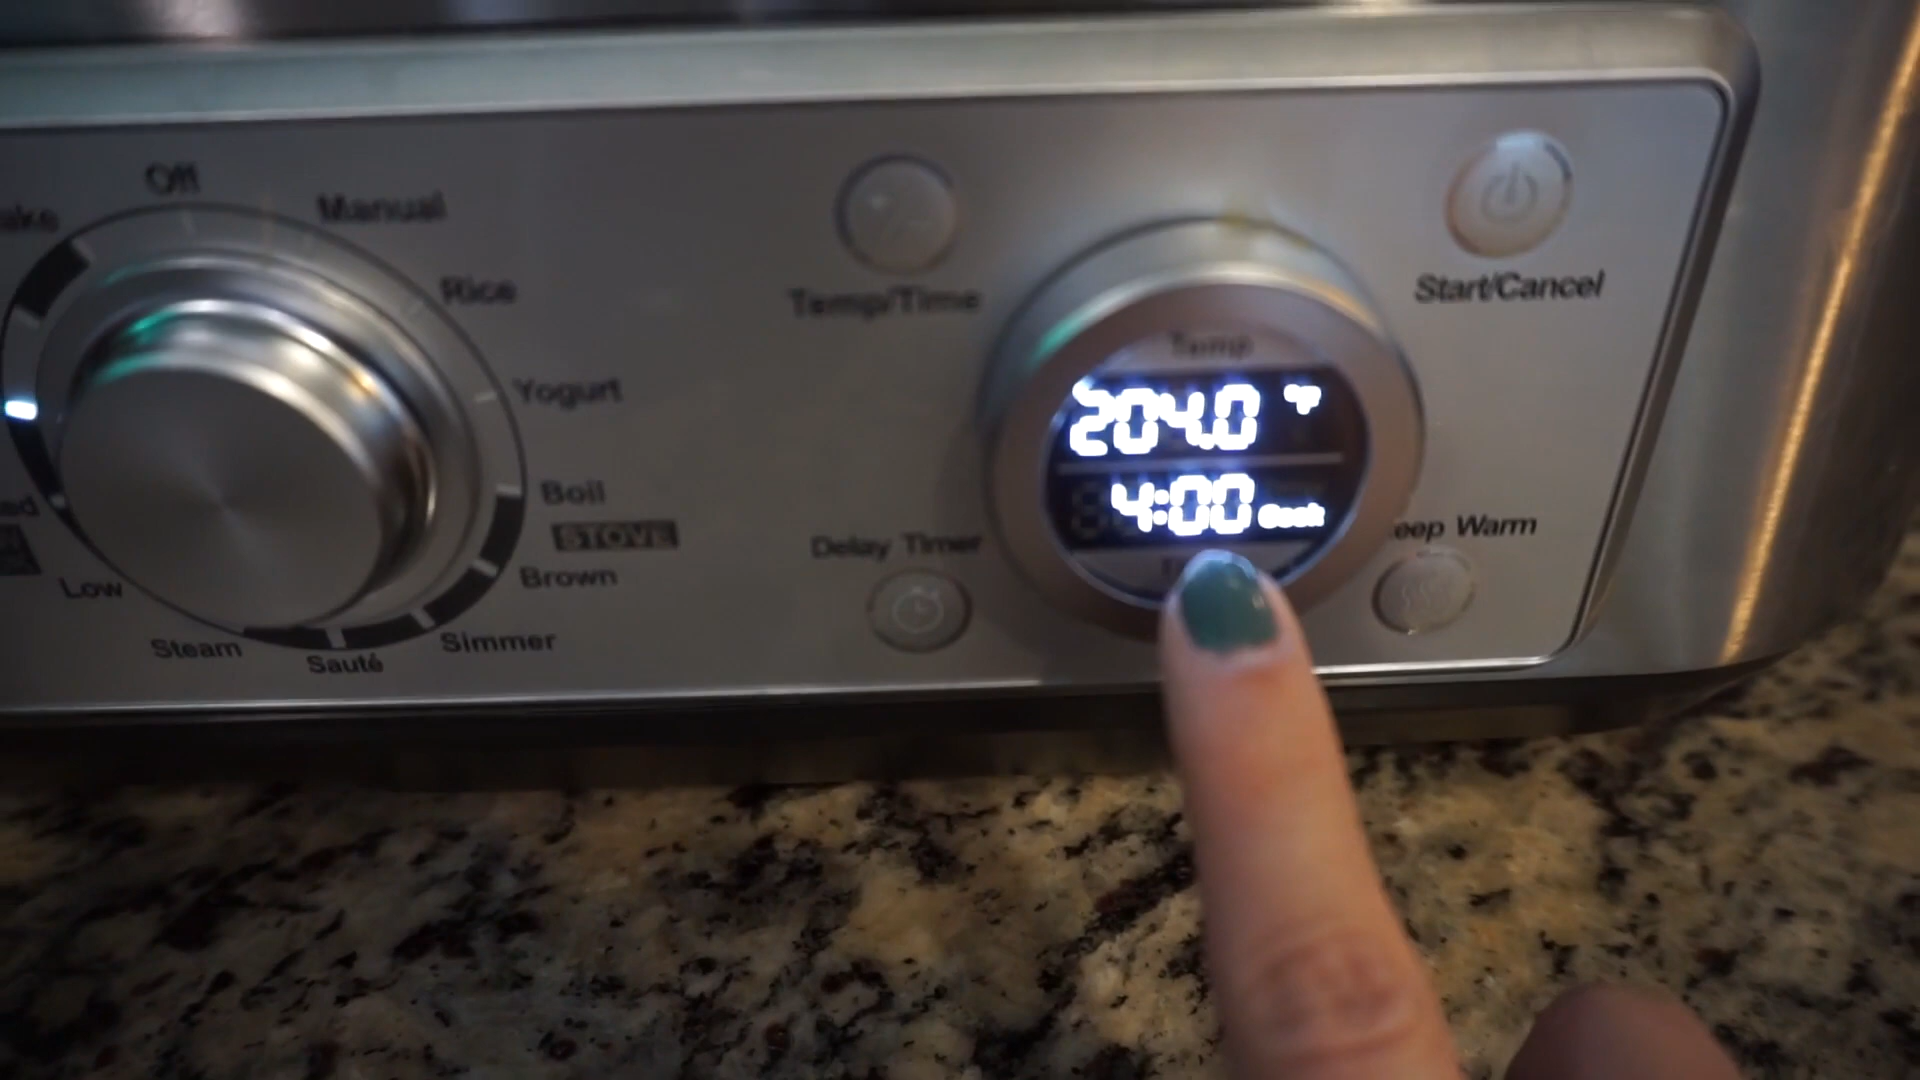 Off
Manual
Rice
Yogurt
Boil
STOVE
Brown
Simmer
Sauté
Steam
Low
Temp/Time
Delay Timer
Temp
204.0 °F
4:00 Cook
Start/Cancel
eep Warm